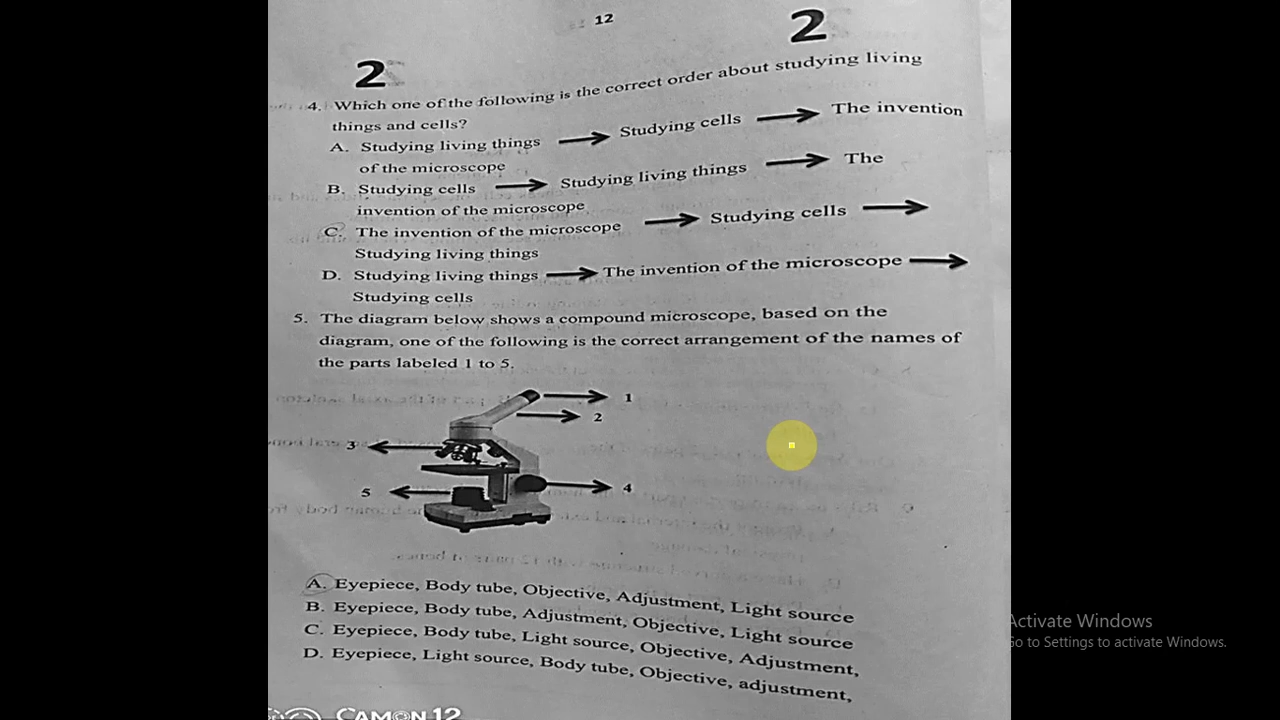 12
2
2
4. Which one of the following is the correct order about studying living
things and cells?
A. Studying living things → Studying cells → The invention
of the microscope
B. Studying cells → Studying living things → The
invention of the microscope
C. The invention of the microscope → Studying cells →
Studying living things
D. Studying living things → The invention of the microscope →
Studying cells
5. The diagram below shows a compound microscope, based on the
diagram, one of the following is the correct arrangement of the names of
the parts labeled 1 to 5.
1
2
3
4
5
A. Eyepiece, Body tube, Objective, Adjustment, Light source
B. Eyepiece, Body tube, Adjustment, Objective, Light source
C. Eyepiece, Body tube, Light source, Objective, Adjustment,
D. Eyepiece, Light source, Body tube, Objective, adjustment,
CAMON 12
Activate Windows
Go to Settings to activate Windows.